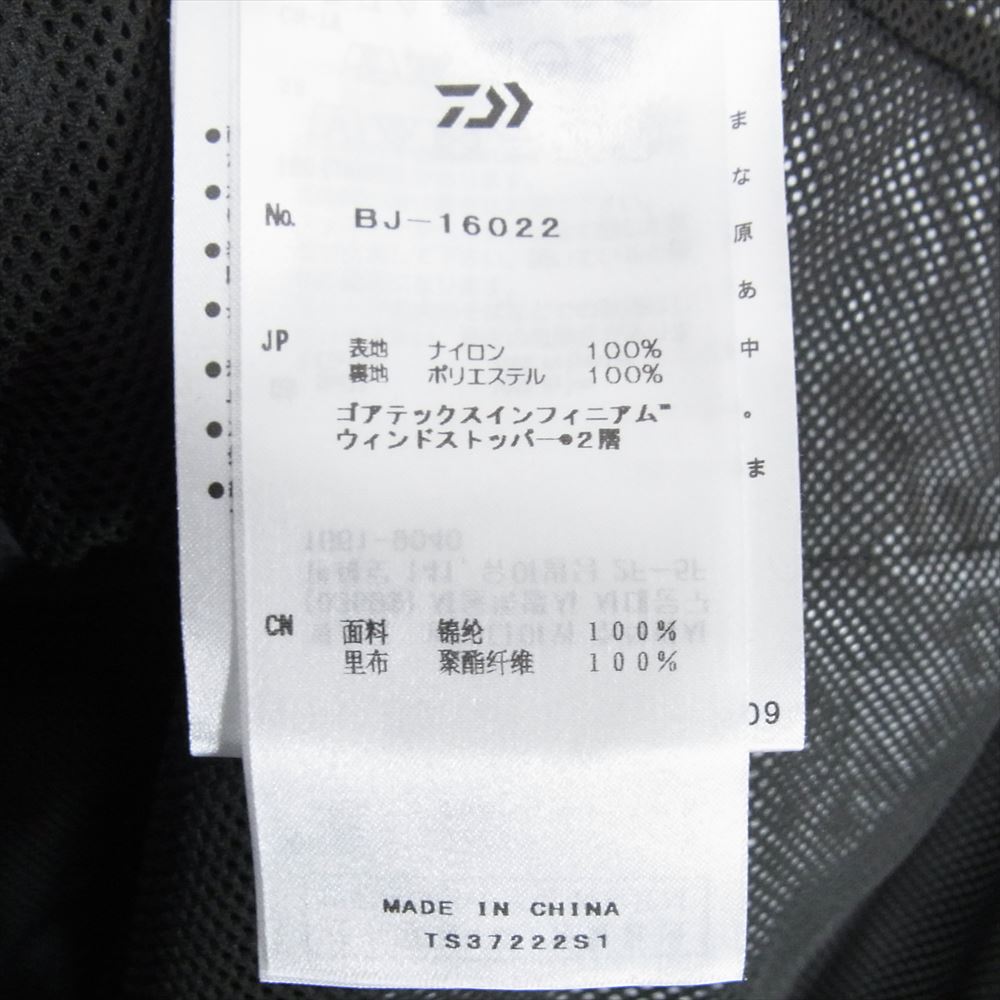 No. BJ-16022
JP
表地 ナイロン 100%
裏地 ポリエステル 100%
ゴアテックスインフィニアム™
ウィンドストッパー®2層
CN
面料 锦纶 100%
里布 聚酯纤维 100%
MADE IN CHINA
TS37222S1
ま
な
原
あ
中
。
ま
09